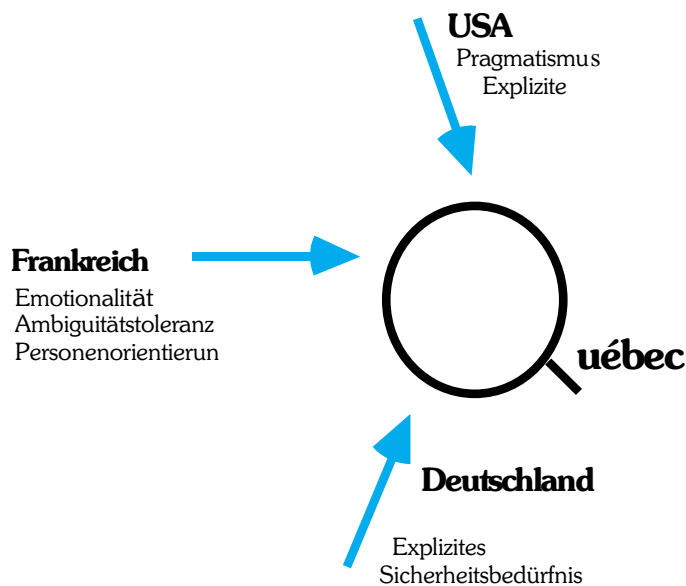 USA
Pragmatismus
Explizite
Frankreich
Emotionalität
Ambiguitätstoleranz
Personenorientierun
uébec
Deutschland
Explizites
Sicherheitsbedürfnis